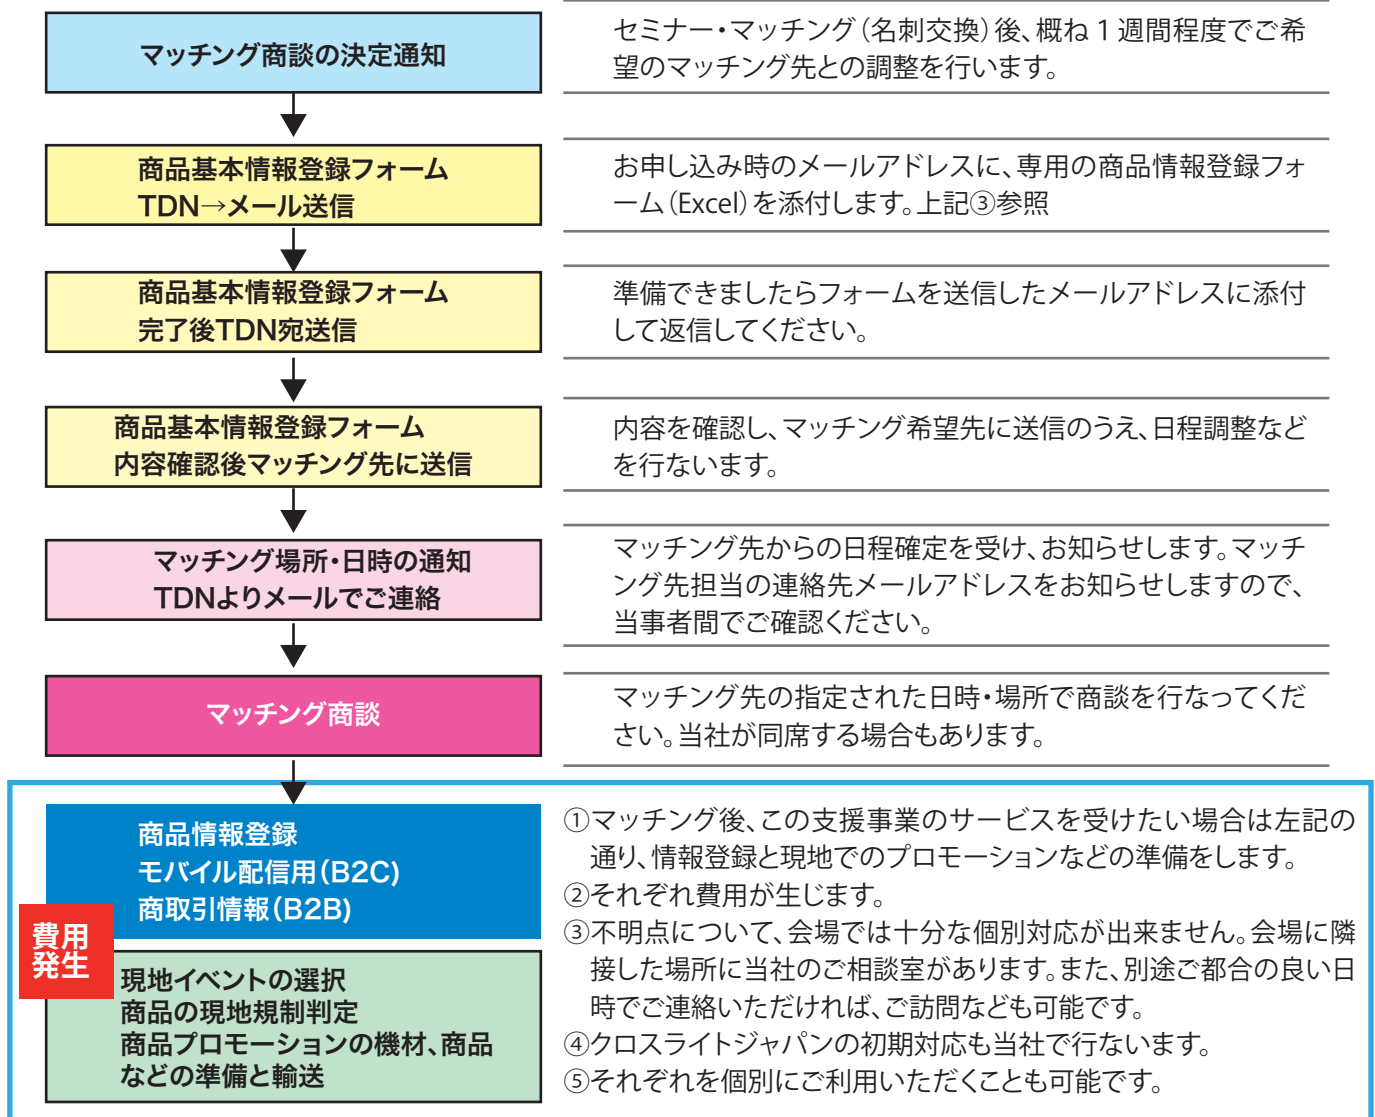 マッチング商談の決定通知
セミナー・マッチング（名刺交換）後、概ね１週間程度でご希
望のマッチング先との調整を行います。
商品基本情報登録フォーム
TDN→メール送信
お申し込み時のメールアドレスに、専用の商品情報登録フォ
ーム（Excel）を添付します。上記③参照
商品基本情報登録フォーム
完了後TDN宛送信
準備できましたらフォームを送信したメールアドレスに添付
して返信してください。
商品基本情報登録フォーム
内容確認後マッチング先に送信
内容を確認し、マッチング希望先に送信のうえ、日程調整など
を行ないます。
マッチング場所・日時の通知
TDNよりメールでご連絡
マッチング先からの日程確定を受け、お知らせします。マッチ
ング先担当の連絡先メールアドレスをお知らせしますので、
当事者間でご確認ください。
マッチング商談
マッチング先の指定された日時・場所で商談を行なってくだ
さい。当社が同席する場合もあります。
商品情報登録
モバイル配信用（B2C)
商取引情報（B2B)
費用
発生
現地イベントの選択
商品の現地規制判定
商品プロモーションの機材、商品
などの準備と輸送
①マッチング後、この支援事業のサービスを受けたい場合は左記の
通り、情報登録と現地でのプロモーションなどの準備をします。
②それぞれ費用が生じます。
③不明点について、会場では十分な個別対応が出来ません。会場に隣
接した場所に当社のご相談室があります。また、別途ご都合の良い日
時でご連絡いただければ、ご訪問なども可能です。
④クロスライトジャパンの初期対応も当社で行ないます。
⑤それぞれを個別にご利用いただくことも可能です。